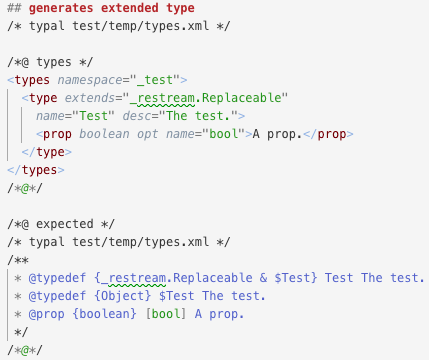 ## generates extended type
/* typal test/temp/types.xml */
/*@ types */
<types namespace="_test">
<type extends="_restream.Replaceable"
name="Test" desc="The test.">
<prop boolean opt name="bool">A prop.</prop>
</type>
</types>
/*@*/
/*@ expected */
/* typal test/temp/types.xml */
/**
* @typedef {_restream.Replaceable & $Test} Test The test.
* @typedef {Object} $Test The test.
* @prop {boolean} [bool] A prop.
*/
/*@*/